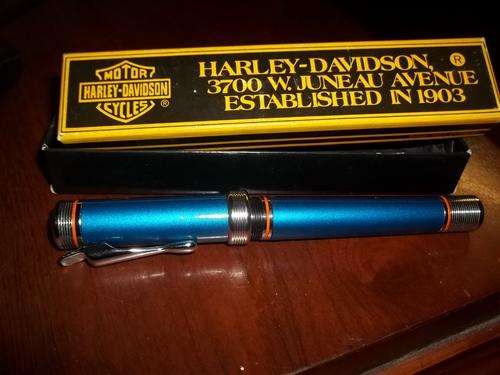 MOTOR
HARLEY-DAVIDSON
CYCLES
®
HARLEY-DAVIDSON, ®
3700 W. JUNEAU AVENUE
ESTABLISHED IN 1903